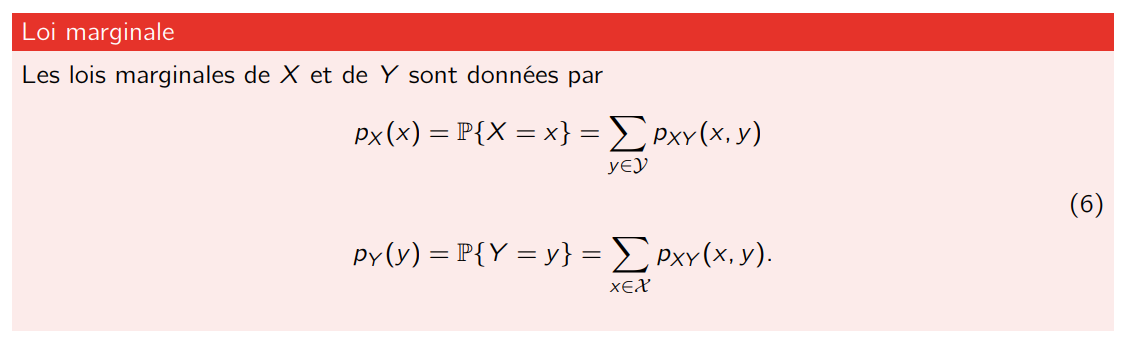 Loi marginale
Les lois marginales de X et de Y sont données par
p_X(x) = ℙ{X = x} = ∑_{y∈𝒴} p_{XY}(x, y)
(6)
p_Y(y) = ℙ{Y = y} = ∑_{x∈𝒳} p_{XY}(x, y).